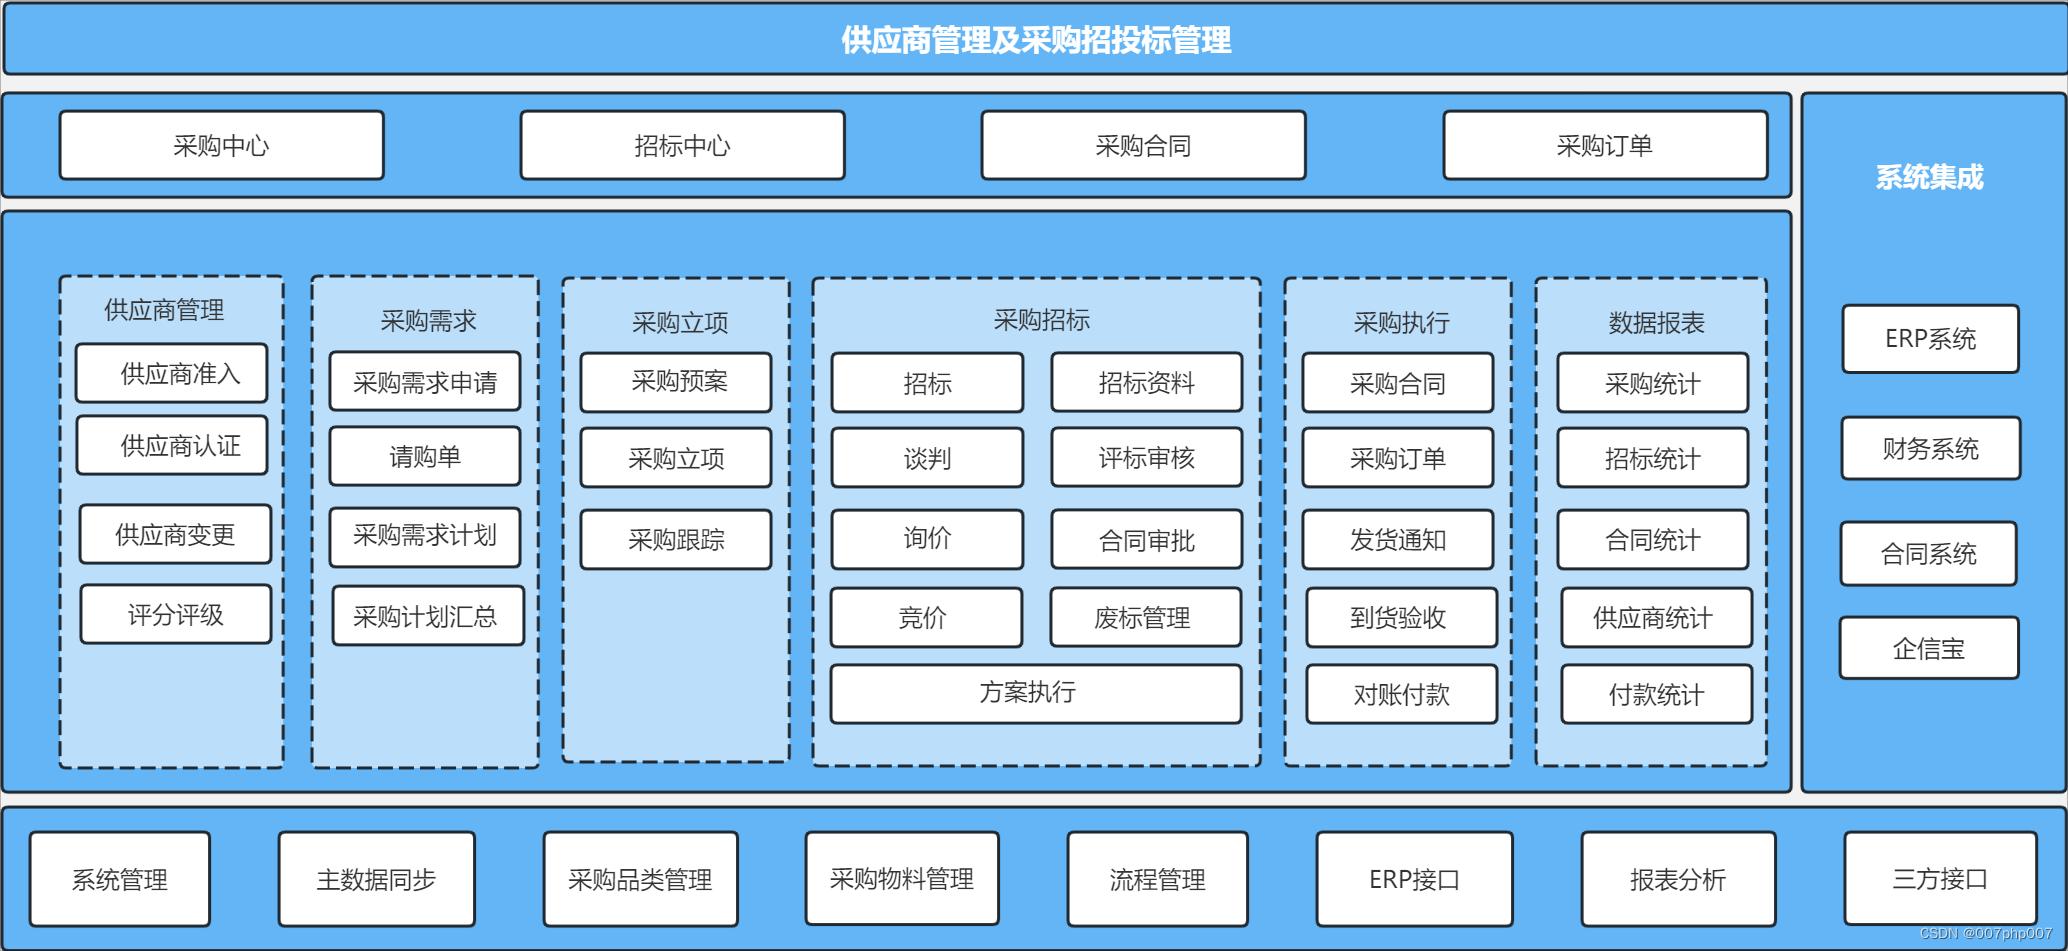 供应商管理及采购招投标管理
采购中心
招标中心
采购合同
采购订单
供应商管理
供应商准入
供应商认证
供应商变更
评分评级
采购需求
采购需求申请
请购单
采购需求计划
采购计划汇总
采购立项
采购预案
采购立项
采购跟踪
采购招标
招标
招标资料
谈判
评标审核
询价
合同审批
竞价
废标管理
方案执行
采购执行
采购合同
采购订单
发货通知
到货验收
对账付款
数据报表
采购统计
招标统计
合同统计
供应商统计
付款统计
系统集成
ERP系统
财务系统
合同系统
企信宝
系统管理
主数据同步
采购品类管理
采购物料管理
流程管理
ERP接口
报表分析
三方接口
CSDN @007php007